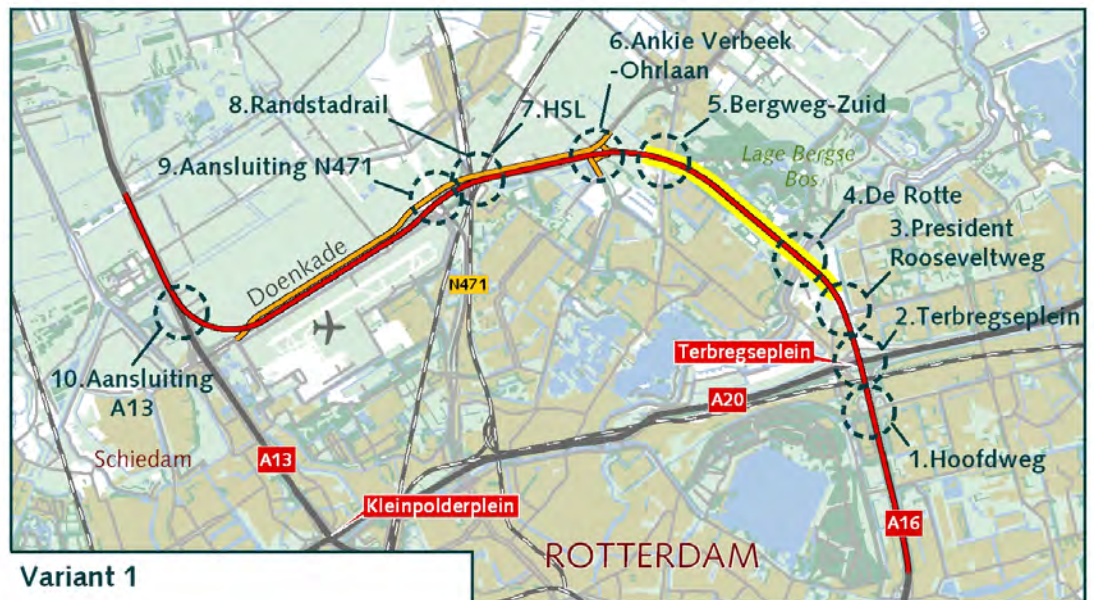 6.Ankie Verbeek
-Ohrlaan
8.Randstadrail
7.HSL
5.Bergweg-Zuid
9.Aansluiting N471
Lage Bergse
Bos
4.De Rotte
3.President
Rooseveltweg
Doenkade
N471
2.Terbregseplein
Terbregseplein
10.Aansluiting
A13
A20
Schiedam
A13
1.Hoofdweg
Kleinpolderplein
A16
ROTTERDAM
Variant 1